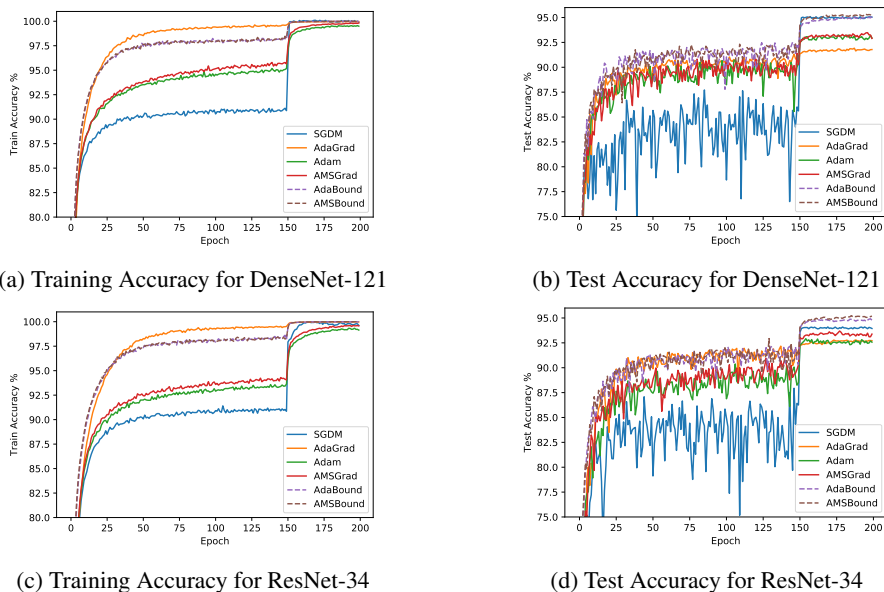 100.0
97.5
95.0
92.5
90.0
87.5
85.0
82.5
80.0
Train Accuracy %
0 25 50 75 100 125 150 175 200
Epoch
SGDM
AdaGrad
Adam
AMSGrad
AdaBound
AMSBound
95.0
92.5
90.0
87.5
85.0
82.5
80.0
77.5
75.0
Test Accuracy %
0 25 50 75 100 125 150 175 200
Epoch
SGDM
AdaGrad
Adam
AMSGrad
AdaBound
AMSBound
(a) Training Accuracy for DenseNet-121
(b) Test Accuracy for DenseNet-121
100.0
97.5
95.0
92.5
90.0
87.5
85.0
82.5
80.0
Train Accuracy %
0 25 50 75 100 125 150 175 200
Epoch
SGDM
AdaGrad
Adam
AMSGrad
AdaBound
AMSBound
95.0
92.5
90.0
87.5
85.0
82.5
80.0
77.5
75.0
Test Accuracy %
0 25 50 75 100 125 150 175 200
Epoch
SGDM
AdaGrad
Adam
AMSGrad
AdaBound
AMSBound
(c) Training Accuracy for ResNet-34
(d) Test Accuracy for ResNet-34